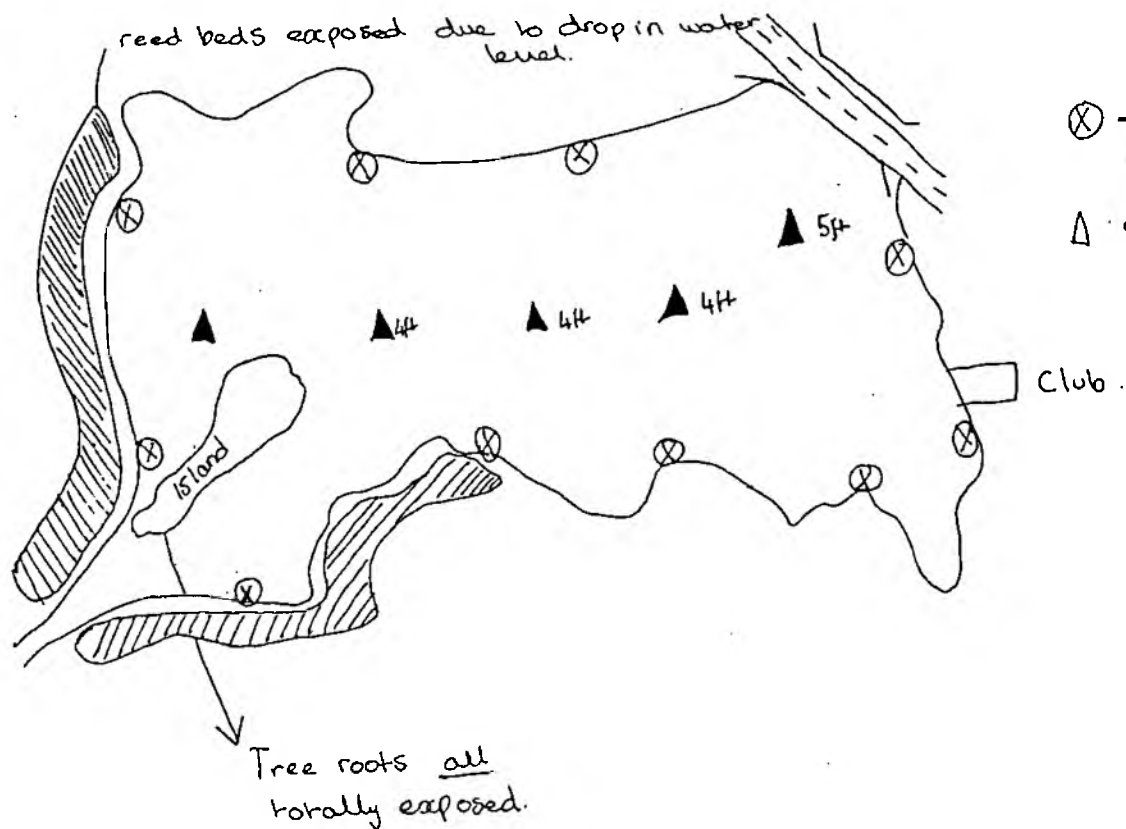 reed beds exposed due to drop in water
level.
5ft
4ft
4ft
4ft
Club.
Island
Tree roots all
totally exposed.